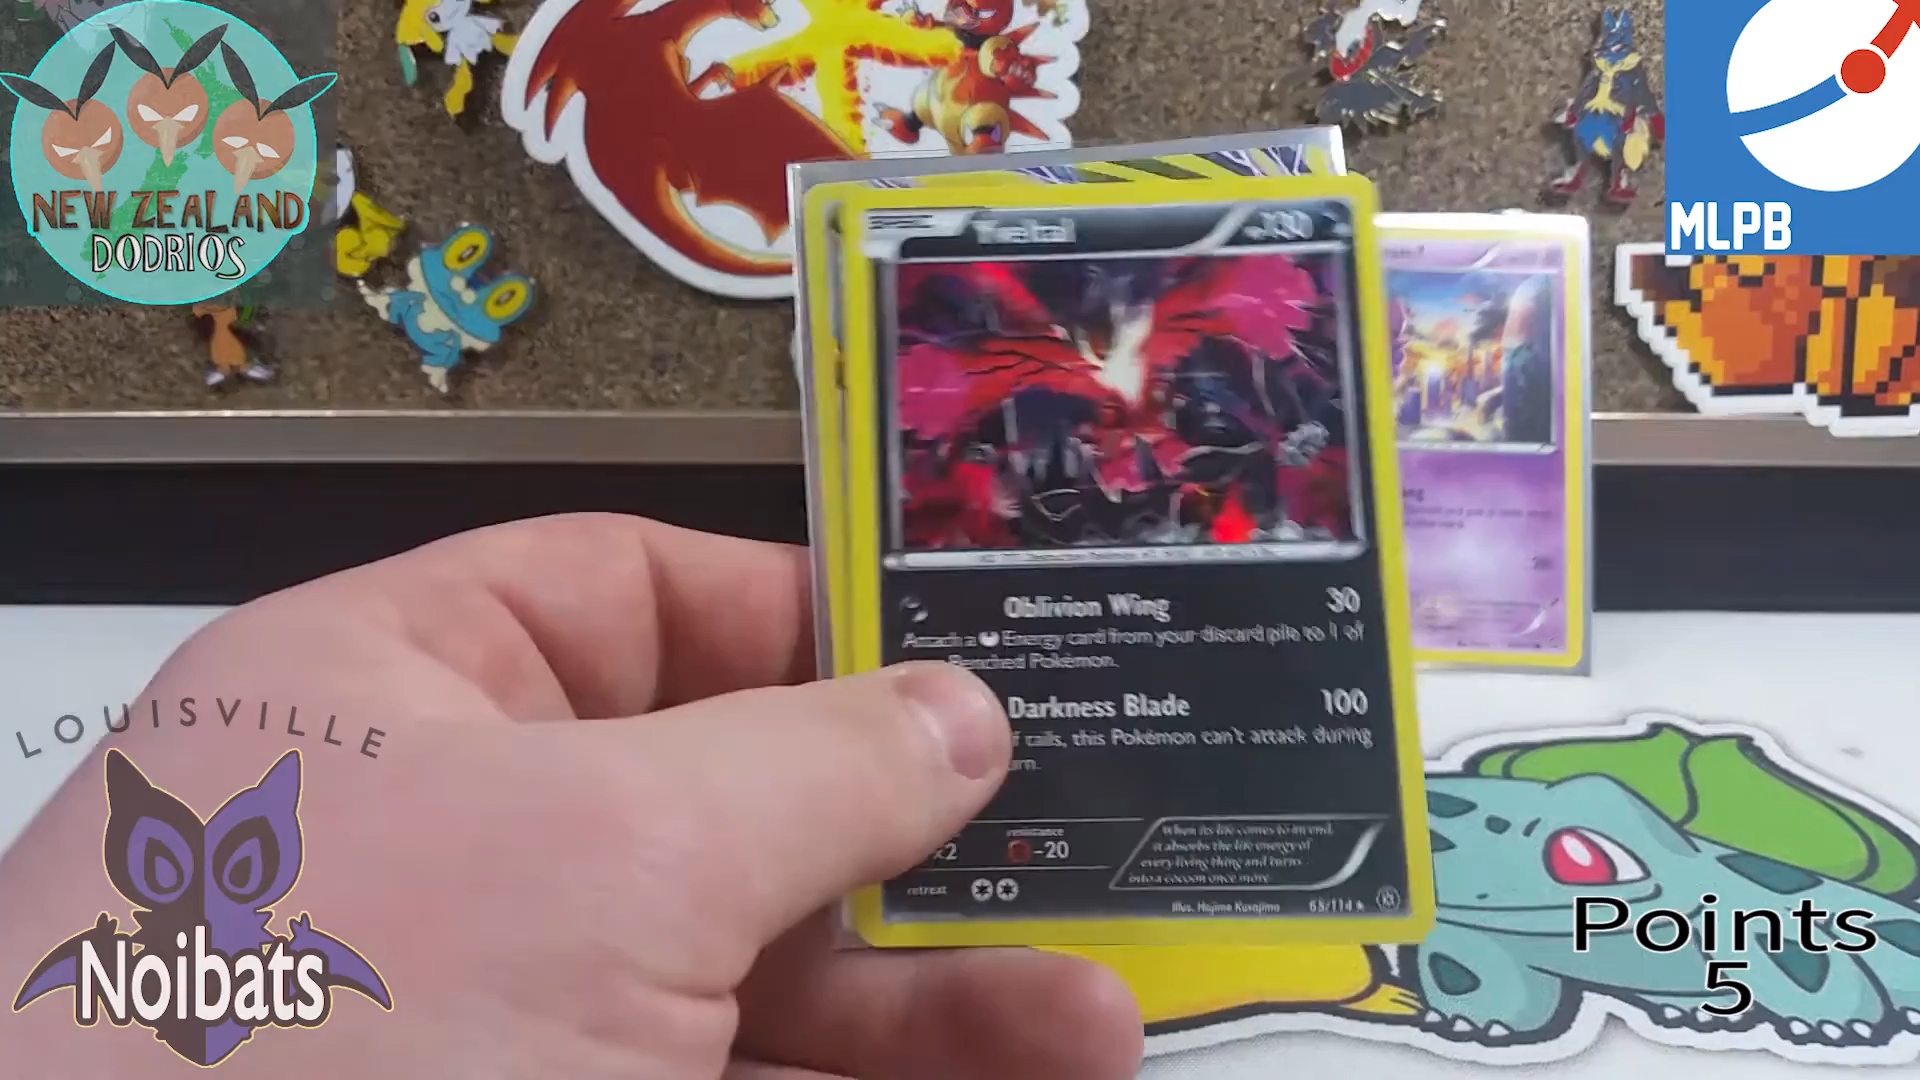 NEW ZEALAND
DODRIOS
MLPB
Yveltal
130
Oblivion Wing 30
Attach a Energy card from your discard pile to 1 of
Benched Pokémon.
Darkness Blade 100
f tails, this Pokémon can't attack during
urn.
×2
resistance
-20
When its life comes to an end,
it absorbs the life energy of
every living thing and turns
into a cocoon once more.
retreat
Illus. Hajime Kusajima 65/114
LOUISVILLE
Noibats
Points
5